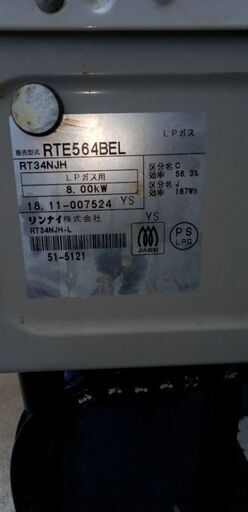 LPガス
販売型式 RTE564BEL
RT34NJH
LPガス用
8.00kW
区分名 C
効率 56.3%
区分名 J
効率 167Wh
18.11-007524 YS
リンナイ株式会社
YS
RT34NJH-L
51-5121
JIA
PS
LPG